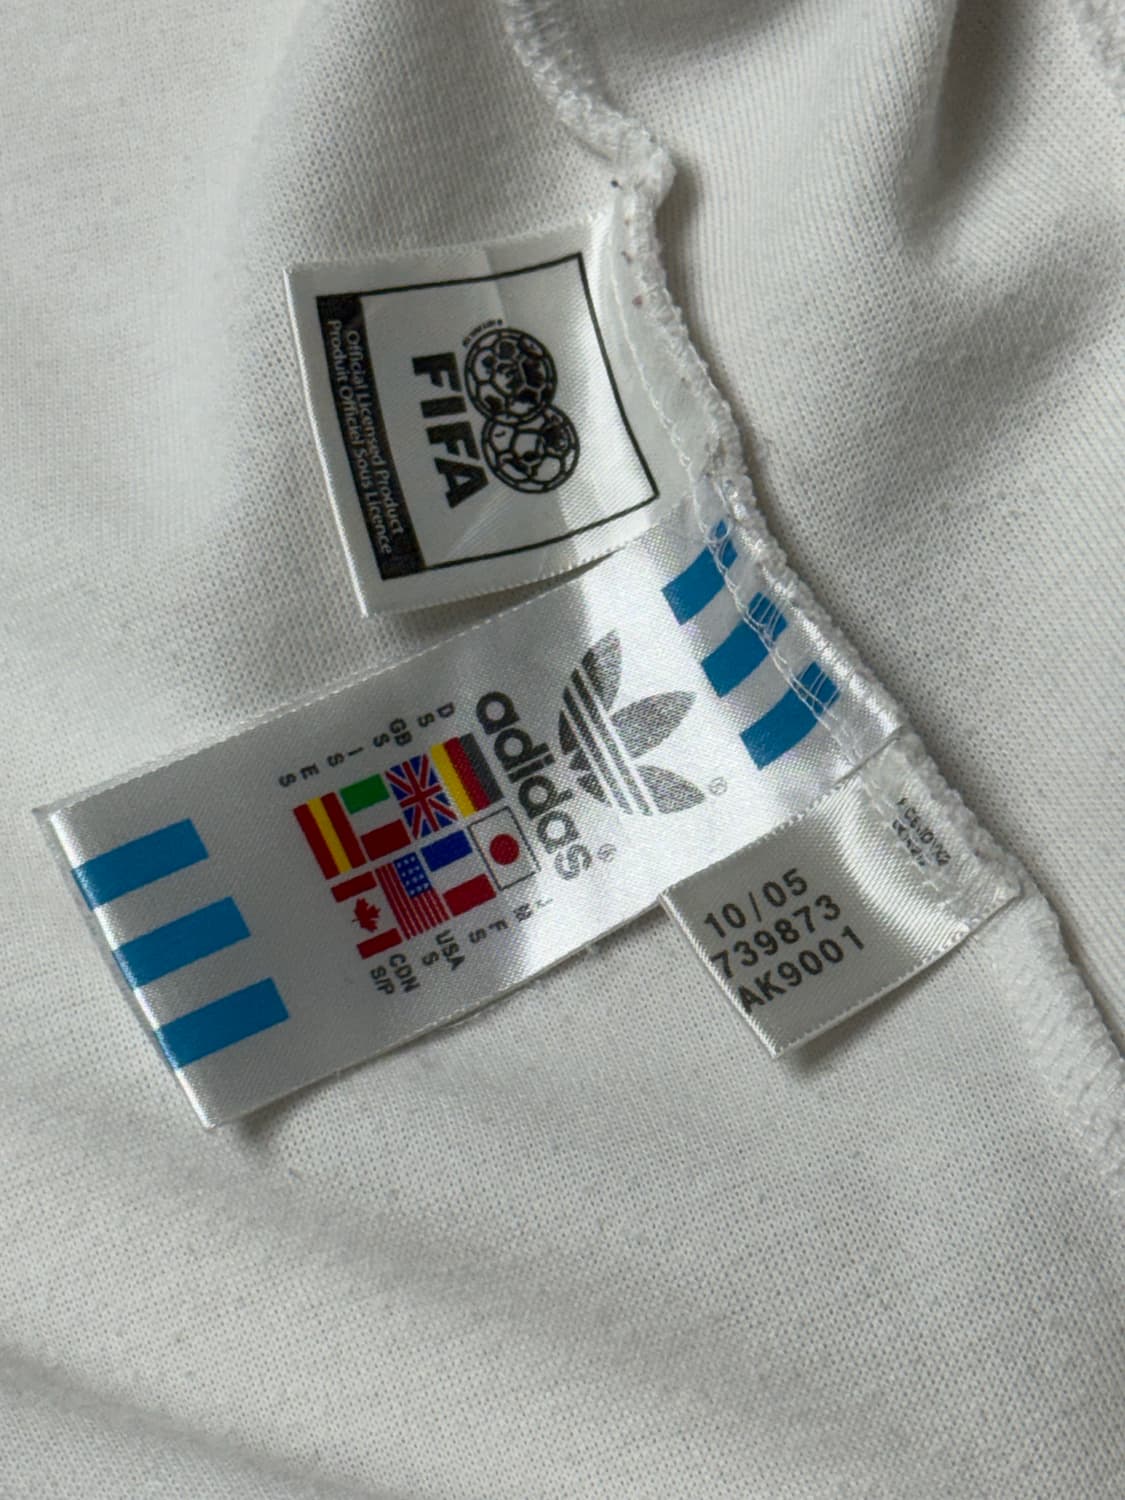 FIFA
Official Licensed Product
Produit Officiel Sous Licence
adidas
D
S
GB
S
I
S
E
S
J
M
F
S
USA
S
CDN
S/P
10/05
739873
AK9001